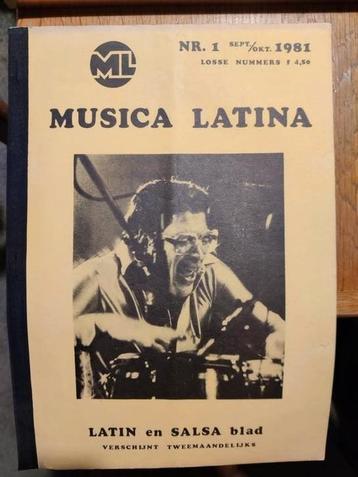 ML
NR. 1 SEPT./OKT. 1981
LOSSE NUMMERS f 4,50
MUSICA LATINA
LATIN en SALSA blad
VERSCHIJNT TWEEMAANDELIJKS